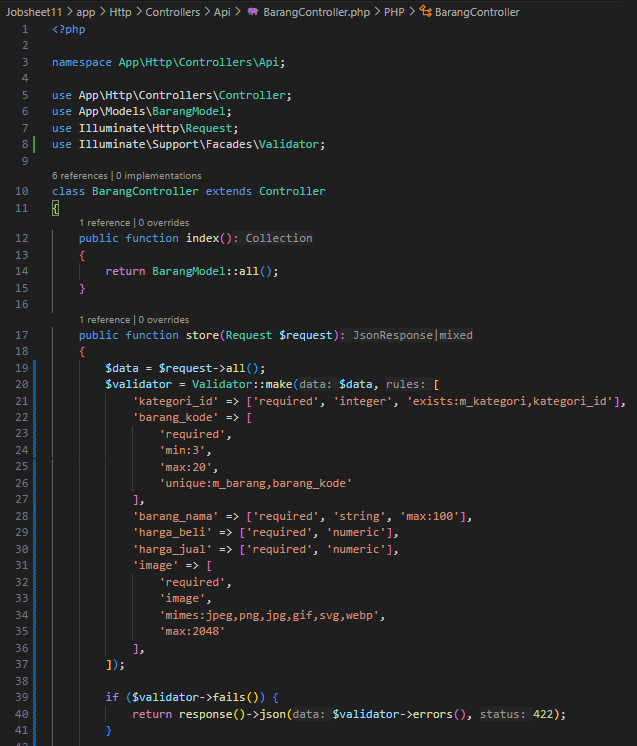 Jobsheet11 > app > Http > Controllers > Api > BarangController.php > PHP > BarangController
1 <?php
2
3 namespace App\Http\Controllers\Api;
4
5 use App\Http\Controllers\Controller;
6 use App\Models\BarangModel;
7 use Illuminate\Http\Request;
8 use Illuminate\Support\Facades\Validator;
9
6 references | 0 implementations
10 class BarangController extends Controller
11 {
1 reference | 0 overrides
12 public function index(): Collection
13 {
14 return BarangModel::all();
15 }
16
1 reference | 0 overrides
17 public function store(Request $request): JsonResponse|mixed
18 {
19 $data = $request->all();
20 $validator = Validator::make(data: $data, rules: [
21 'kategori_id' => ['required', 'integer', 'exists:m_kategori,kategori_id'],
22 'barang_kode' => [
23 'required',
24 'min:3',
25 'max:20',
26 'unique:m_barang,barang_kode'
27 ],
28 'barang_nama' => ['required', 'string', 'max:100'],
29 'harga_beli' => ['required', 'numeric'],
30 'harga_jual' => ['required', 'numeric'],
31 'image' => [
32 'required',
33 'image',
34 'mimes:jpeg,png,jpg,gif,svg,webp',
35 'max:2048'
36 ],
37 ]);
38
39 if ($validator->fails()) {
40 return response()->json(data: $validator->errors(), status: 422);
41 }